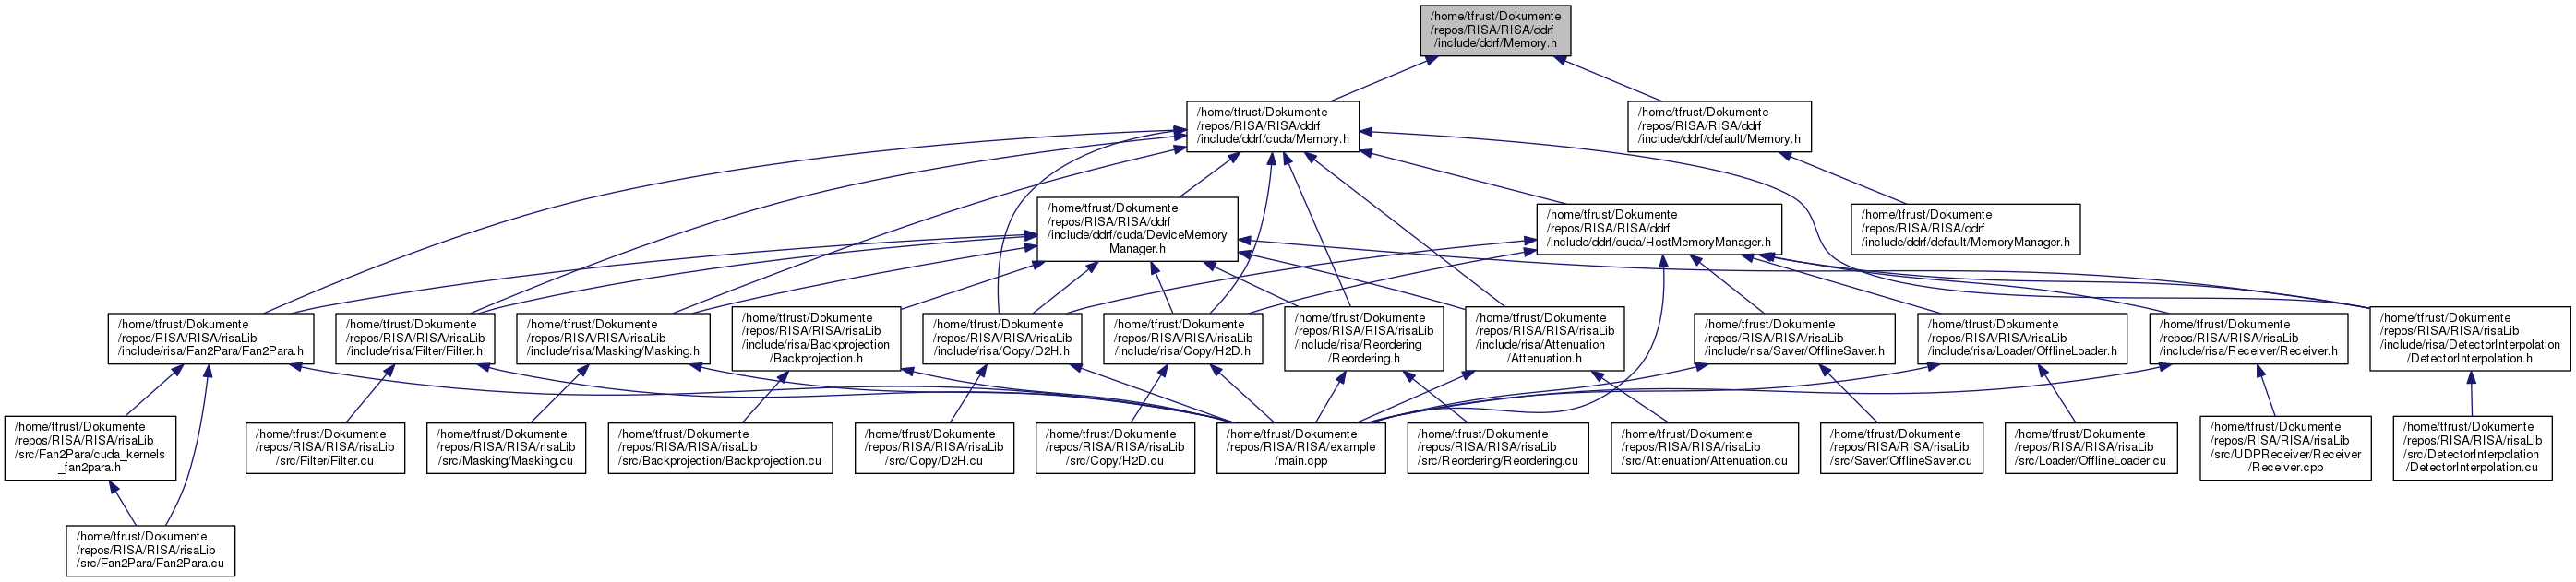 /home/tfrust/Dokumente
/repos/RISA/RISA/ddrf
/include/ddrf/Memory.h
/home/tfrust/Dokumente
/repos/RISA/RISA/ddrf
/include/ddrf/cuda/Memory.h
/home/tfrust/Dokumente
/repos/RISA/RISA/ddrf
/include/ddrf/default/Memory.h
/home/tfrust/Dokumente
/repos/RISA/RISA/ddrf
/include/ddrf/cuda/DeviceMemory
Manager.h
/home/tfrust/Dokumente
/repos/RISA/RISA/ddrf
/include/ddrf/cuda/HostMemoryManager.h
/home/tfrust/Dokumente
/repos/RISA/RISA/ddrf
/include/ddrf/default/MemoryManager.h
/home/tfrust/Dokumente
/repos/RISA/RISA/risaLib
/include/risa/Fan2Para/Fan2Para.h
/home/tfrust/Dokumente
/repos/RISA/RISA/risaLib
/include/risa/Filter/Filter.h
/home/tfrust/Dokumente
/repos/RISA/RISA/risaLib
/include/risa/Masking/Masking.h
/home/tfrust/Dokumente
/repos/RISA/RISA/risaLib
/include/risa/Backprojection
/Backprojection.h
/home/tfrust/Dokumente
/repos/RISA/RISA/risaLib
/include/risa/Copy/D2H.h
/home/tfrust/Dokumente
/repos/RISA/RISA/risaLib
/include/risa/Copy/H2D.h
/home/tfrust/Dokumente
/repos/RISA/RISA/risaLib
/include/risa/Reordering
/Reordering.h
/home/tfrust/Dokumente
/repos/RISA/RISA/risaLib
/include/risa/Attenuation
/Attenuation.h
/home/tfrust/Dokumente
/repos/RISA/RISA/risaLib
/include/risa/Saver/OfflineSaver.h
/home/tfrust/Dokumente
/repos/RISA/RISA/risaLib
/include/risa/Loader/OfflineLoader.h
/home/tfrust/Dokumente
/repos/RISA/RISA/risaLib
/include/risa/Receiver/Receiver.h
/home/tfrust/Dokumente
/repos/RISA/RISA/risaLib
/include/risa/DetectorInterpolation
/DetectorInterpolation.h
/home/tfrust/Dokumente
/repos/RISA/RISA/risaLib
/src/Fan2Para/cuda_kernels
_fan2para.h
/home/tfrust/Dokumente
/repos/RISA/RISA/risaLib
/src/Filter/Filter.cu
/home/tfrust/Dokumente
/repos/RISA/RISA/risaLib
/src/Masking/Masking.cu
/home/tfrust/Dokumente
/repos/RISA/RISA/risaLib
/src/Backprojection/Backprojection.cu
/home/tfrust/Dokumente
/repos/RISA/RISA/risaLib
/src/Copy/D2H.cu
/home/tfrust/Dokumente
/repos/RISA/RISA/risaLib
/src/Copy/H2D.cu
/home/tfrust/Dokumente
/repos/RISA/RISA/example
/main.cpp
/home/tfrust/Dokumente
/repos/RISA/RISA/risaLib
/src/Reordering/Reordering.cu
/home/tfrust/Dokumente
/repos/RISA/RISA/risaLib
/src/Attenuation/Attenuation.cu
/home/tfrust/Dokumente
/repos/RISA/RISA/risaLib
/src/Saver/OfflineSaver.cu
/home/tfrust/Dokumente
/repos/RISA/RISA/risaLib
/src/Loader/OfflineLoader.cu
/home/tfrust/Dokumente
/repos/RISA/RISA/risaLib
/src/UDPReceiver/Receiver
/Receiver.cpp
/home/tfrust/Dokumente
/repos/RISA/RISA/risaLib
/src/DetectorInterpolation
/DetectorInterpolation.cu
/home/tfrust/Dokumente
/repos/RISA/RISA/risaLib
/src/Fan2Para/Fan2Para.cu